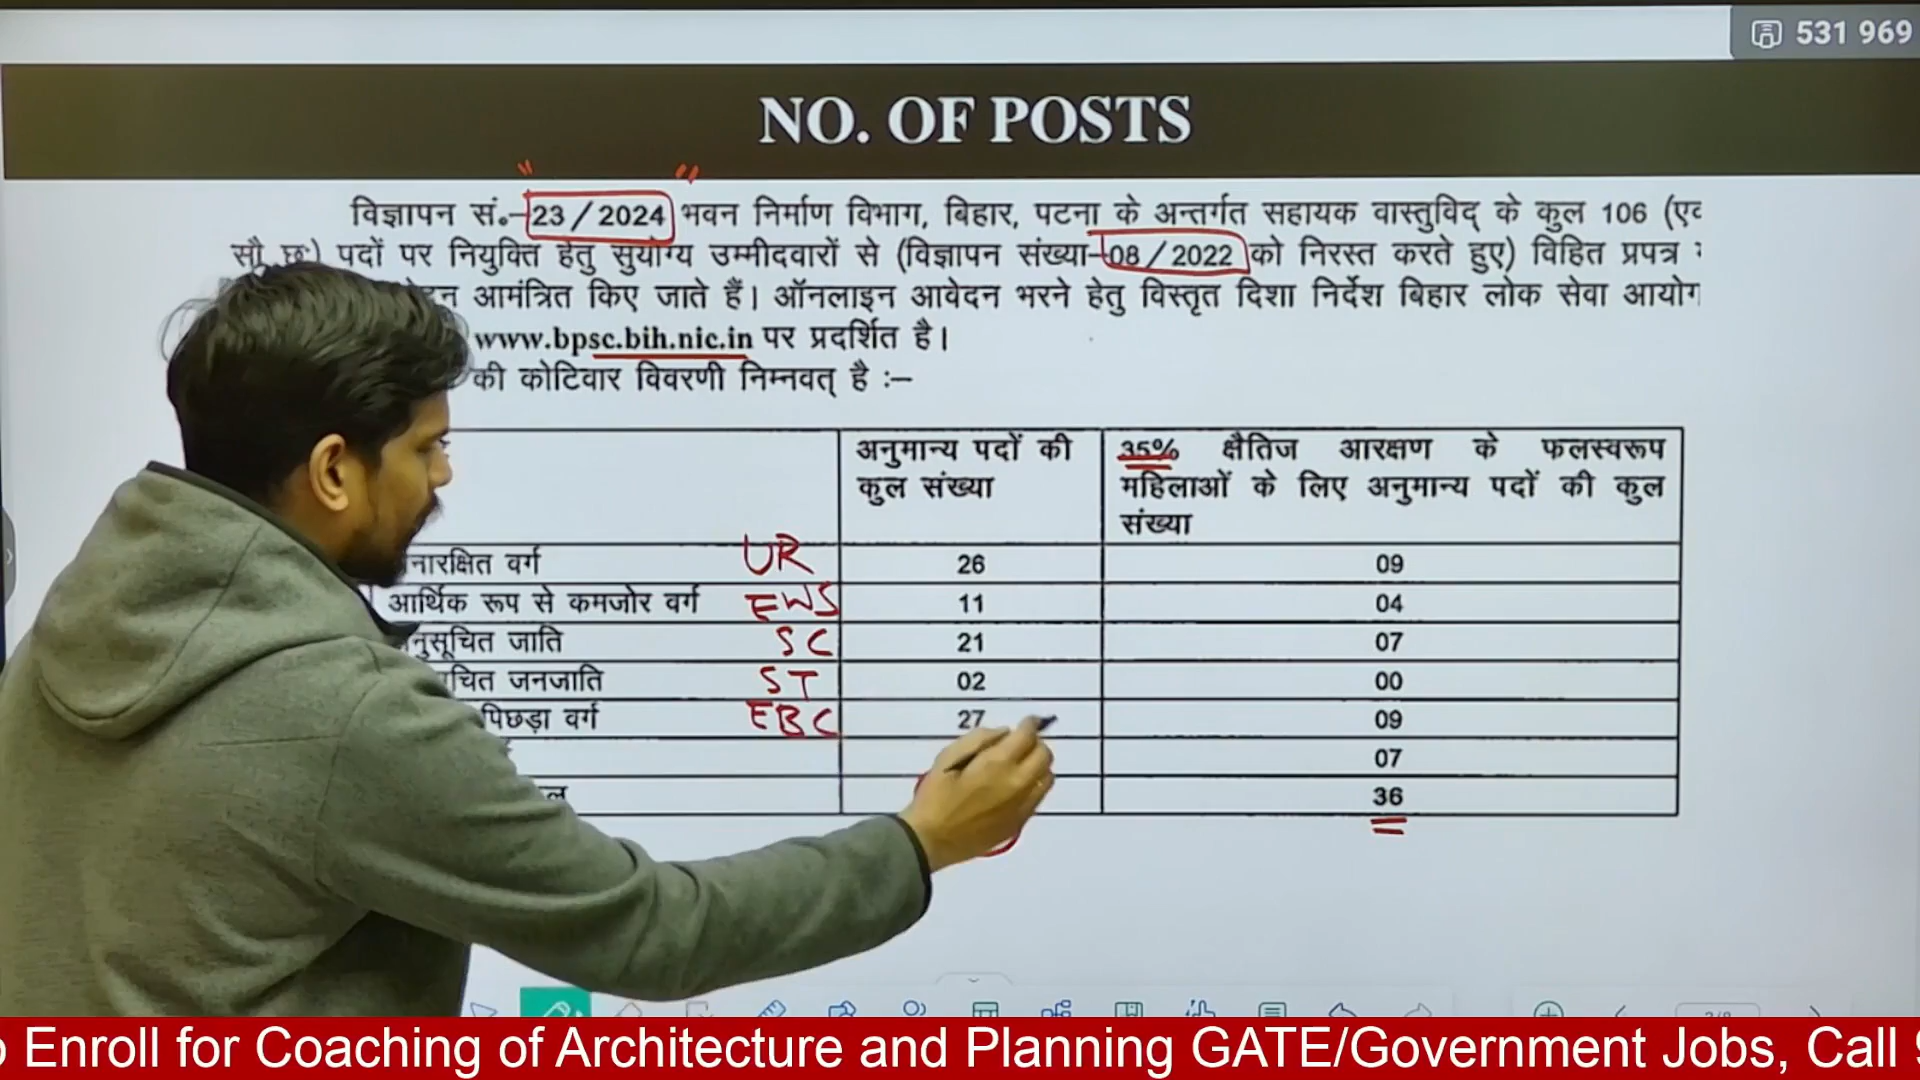 531 969
NO. OF POSTS
विज्ञापन सं०–23/2024 भवन निर्माण विभाग, बिहार, पटना के अन्तर्गत सहायक वास्तुविद् के कुल 106
सौ छः) पदों पर नियुक्ति हेतु सुयोग्य उम्मीदवारों से (विज्ञापन संख्या–08/2022 को निरस्त करते हुए) विहित प्रपत्र
आमंत्रित किए जाते हैं। ऑनलाइन आवेदन भरने हेतु विस्तृत दिशा निर्देश बिहार लोक सेवा आयोग
www.bpsc.bih.nic.in पर प्रदर्शित है।
की कोटिवार विवरणी निम्नवत् है :–
अनुमान्य पदों की 35% क्षैतिज आरक्षण के फलस्वरूप
कुल संख्या महिलाओं के लिए अनुमान्य पदों की कुल
संख्या
नारक्षित वर्ग UR 26 09
आर्थिक रूप से कमजोर वर्ग EWS 11 04
नुसूचित जाति SC 21 07
चित जनजाति ST 02 00
पिछड़ा वर्ग EBC 27 09
07
36
Enroll for Coaching of Architecture and Planning GATE/Government Jobs, Call